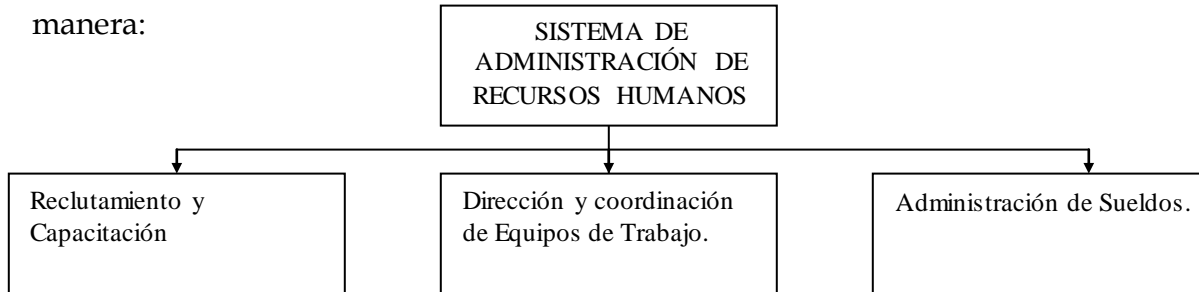 manera:
SISTEMA DE
ADMINISTRACIÓN DE
RECURSOS HUMANOS
Reclutamiento y
Capacitación
Dirección y coordinación
de Equipos de Trabajo.
Administración de Sueldos.